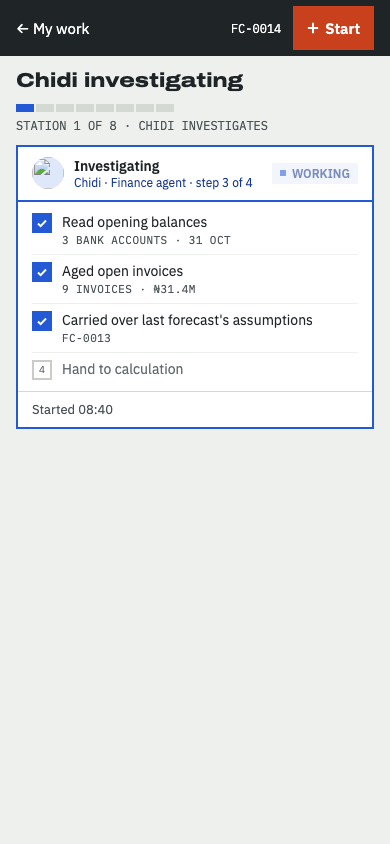 ← My work
FC-0014
+ Start
Chidi investigating
STATION 1 OF 8 · CHIDI INVESTIGATES
Investigating
Chidi · Finance agent · step 3 of 4
WORKING
Read opening balances
3 BANK ACCOUNTS · 31 OCT
Aged open invoices
9 INVOICES · ₦31.4M
Carried over last forecast's assumptions
FC-0013
4 Hand to calculation
Started 08:40